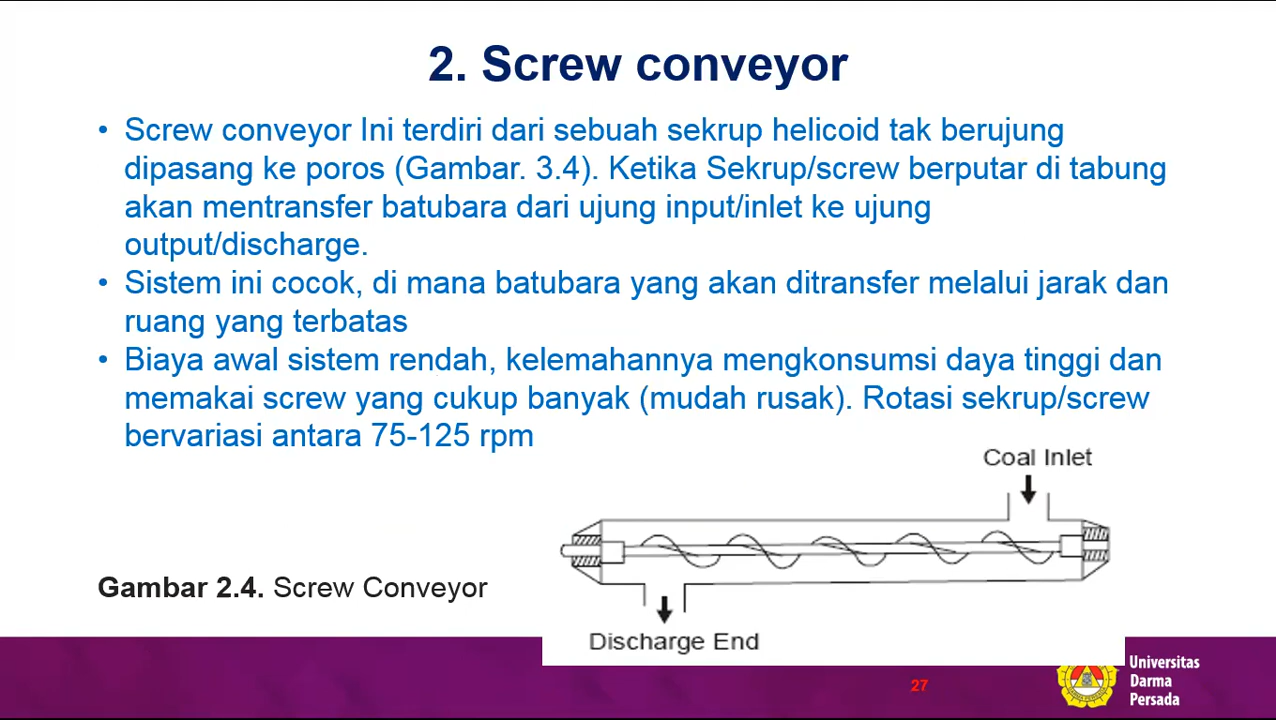 2. Screw conveyor
• Screw conveyor Ini terdiri dari sebuah sekrup helicoid tak berujung
dipasang ke poros (Gambar. 3.4). Ketika Sekrup/screw berputar di tabung
akan mentransfer batubara dari ujung input/inlet ke ujung
output/discharge.
• Sistem ini cocok, di mana batubara yang akan ditransfer melalui jarak dan
ruang yang terbatas
• Biaya awal sistem rendah, kelemahannya mengkonsumsi daya tinggi dan
memakai screw yang cukup banyak (mudah rusak). Rotasi sekrup/screw
bervariasi antara 75-125 rpm
Coal Inlet
Gambar 2.4. Screw Conveyor
Discharge End
27
Universitas
Darma
Persada